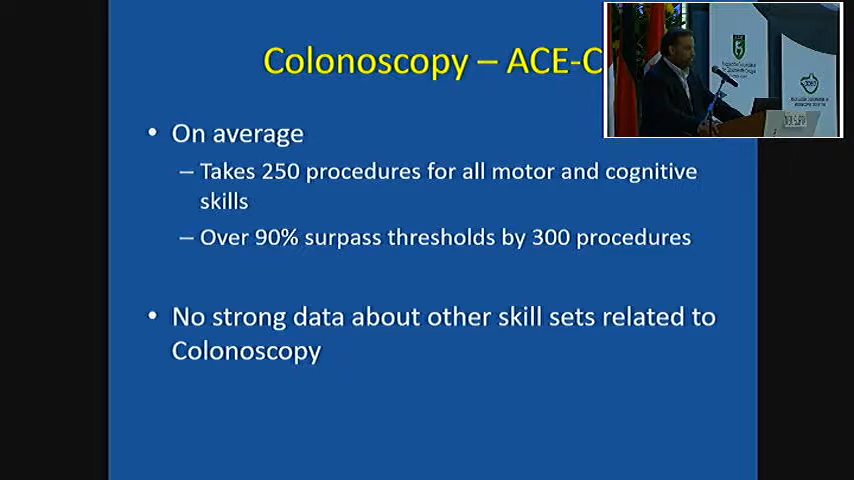 Colonoscopy – ACE-C
• On average
– Takes 250 procedures for all motor and cognitive
skills
– Over 90% surpass thresholds by 300 procedures
• No strong data about other skill sets related to
Colonoscopy